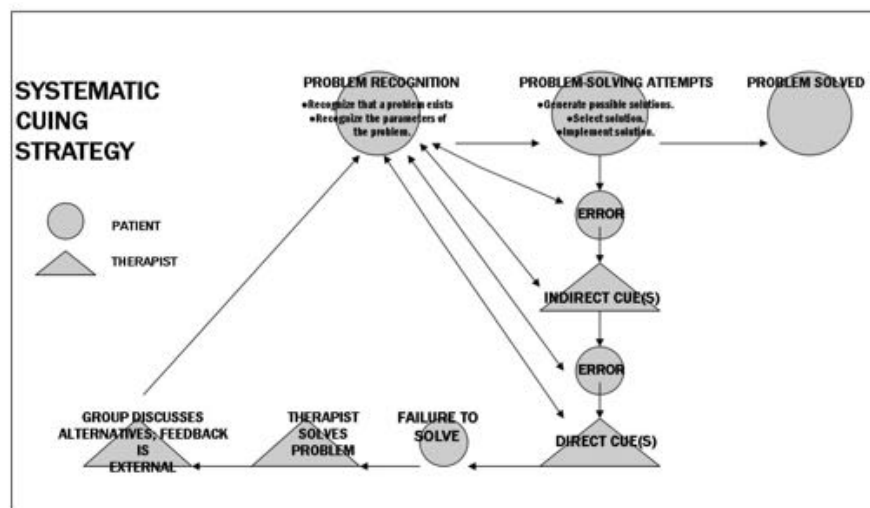 SYSTEMATIC
CUING
STRATEGY
PATIENT
THERAPIST
PROBLEM RECOGNITION
●Recognize that a problem exists
●Recognize the parameters of
the problem.
PROBLEM-SOLVING ATTEMPTS
●Generate possible solutions.
●Select solution.
●Implement solution.
PROBLEM SOLVED
ERROR
INDIRECT CUE(S)
ERROR
DIRECT CUE(S)
FAILURE TO
SOLVE
THERAPIST
SOLVES
PROBLEM
GROUP DISCUSSES
ALTERNATIVES; FEEDBACK
IS
EXTERNAL